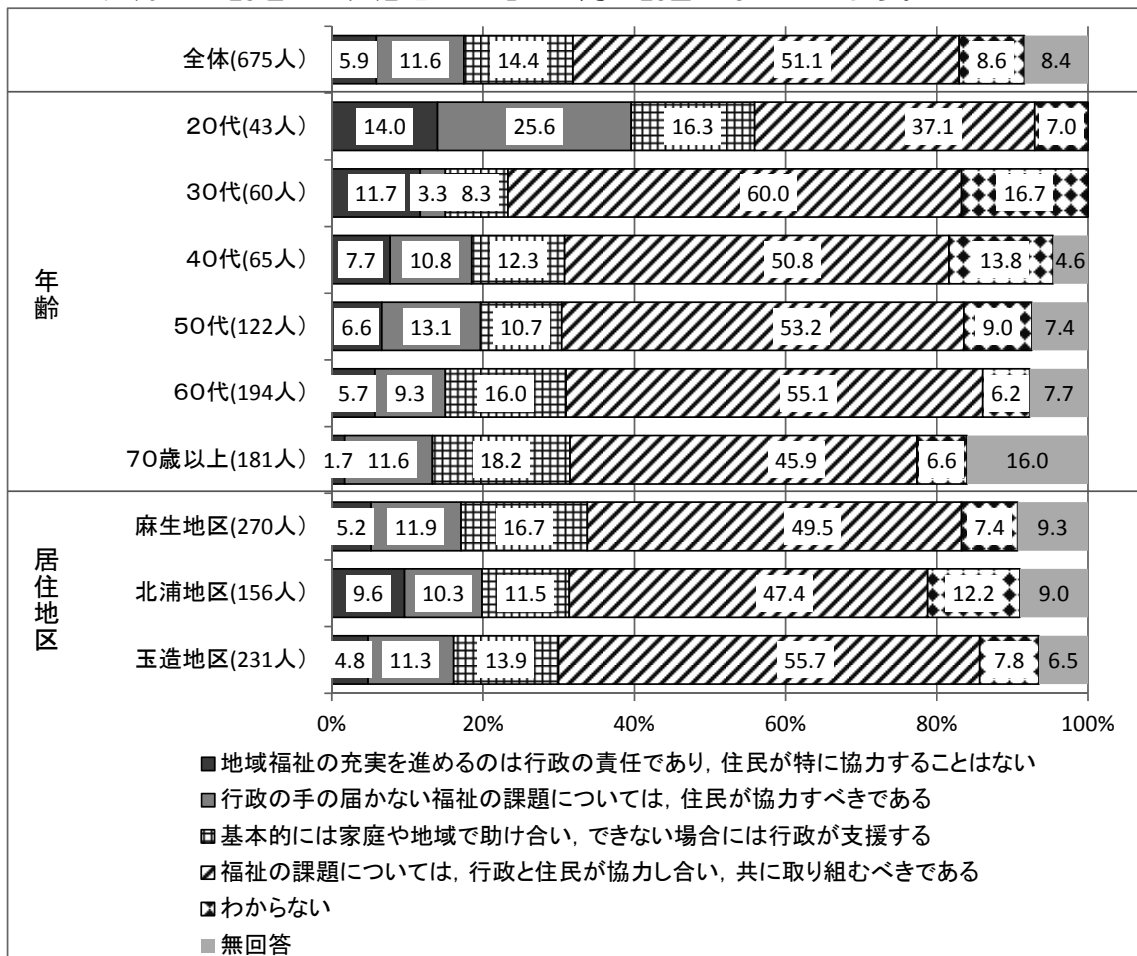 全体(675人)
5.9 11.6 14.4 51.1 8.6 8.4
年齢
20代(43人)
14.0 25.6 16.3 37.1 7.0
30代(60人)
11.7 3.3 8.3 60.0 16.7
40代(65人)
7.7 10.8 12.3 50.8 13.8 4.6
50代(122人)
6.6 13.1 10.7 53.2 9.0 7.4
60代(194人)
5.7 9.3 16.0 55.1 6.2 7.7
70歳以上(181人)
1.7 11.6 18.2 45.9 6.6 16.0
居住地区
麻生地区(270人)
5.2 11.9 16.7 49.5 7.4 9.3
北浦地区(156人)
9.6 10.3 11.5 47.4 12.2 9.0
玉造地区(231人)
4.8 11.3 13.9 55.7 7.8 6.5
0% 20% 40% 60% 80% 100%
地域福祉の充実を進めるのは行政の責任であり，住民が特に協力することはない
行政の手の届かない福祉の課題については，住民が協力すべきである
基本的には家庭や地域で助け合い，できない場合には行政が支援する
福祉の課題については，行政と住民が協力し合い，共に取り組むべきである
わからない
無回答